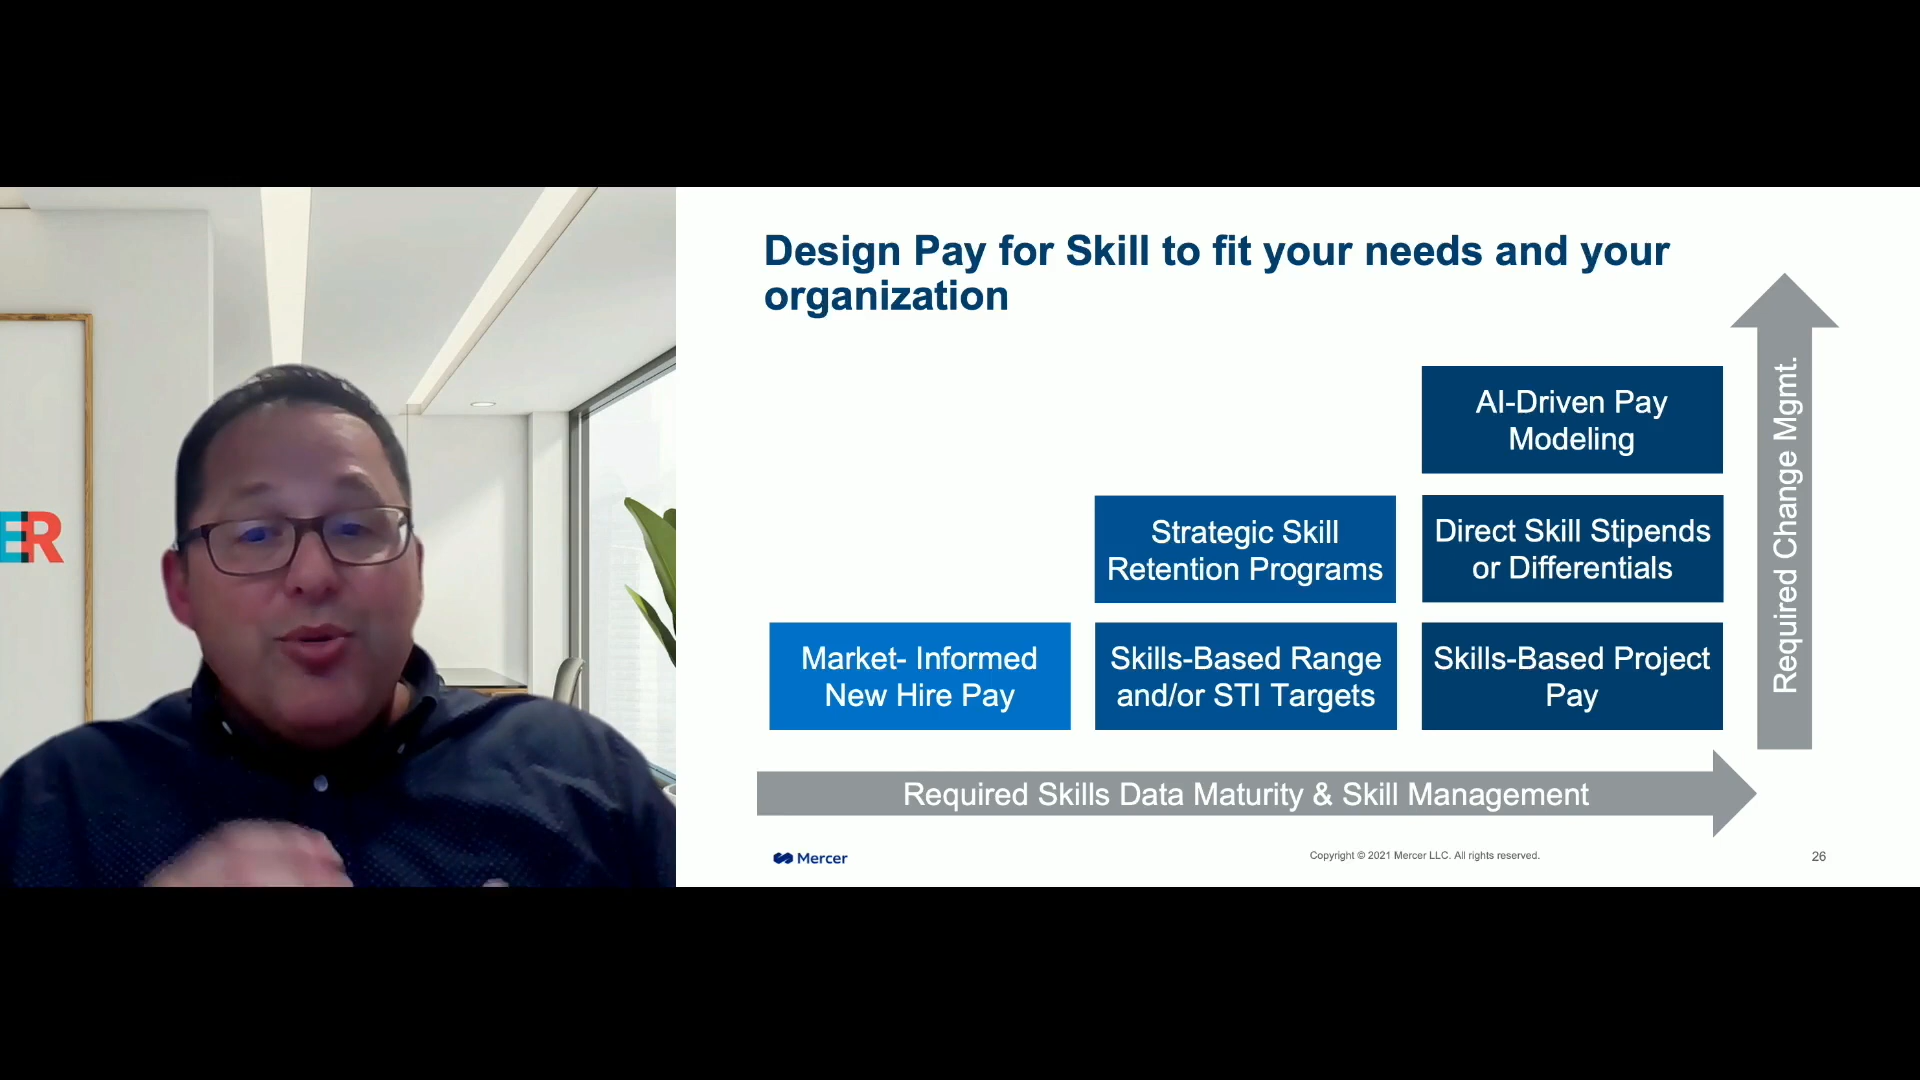 ER
Design Pay for Skill to fit your needs and your
organization
AI-Driven Pay
Modeling
Strategic Skill
Retention Programs
Direct Skill Stipends
or Differentials
Market- Informed
New Hire Pay
Skills-Based Range
and/or STI Targets
Skills-Based Project
Pay
Required Change Mgmt.
Required Skills Data Maturity & Skill Management
Mercer
Copyright © 2021 Mercer LLC. All rights reserved.
26